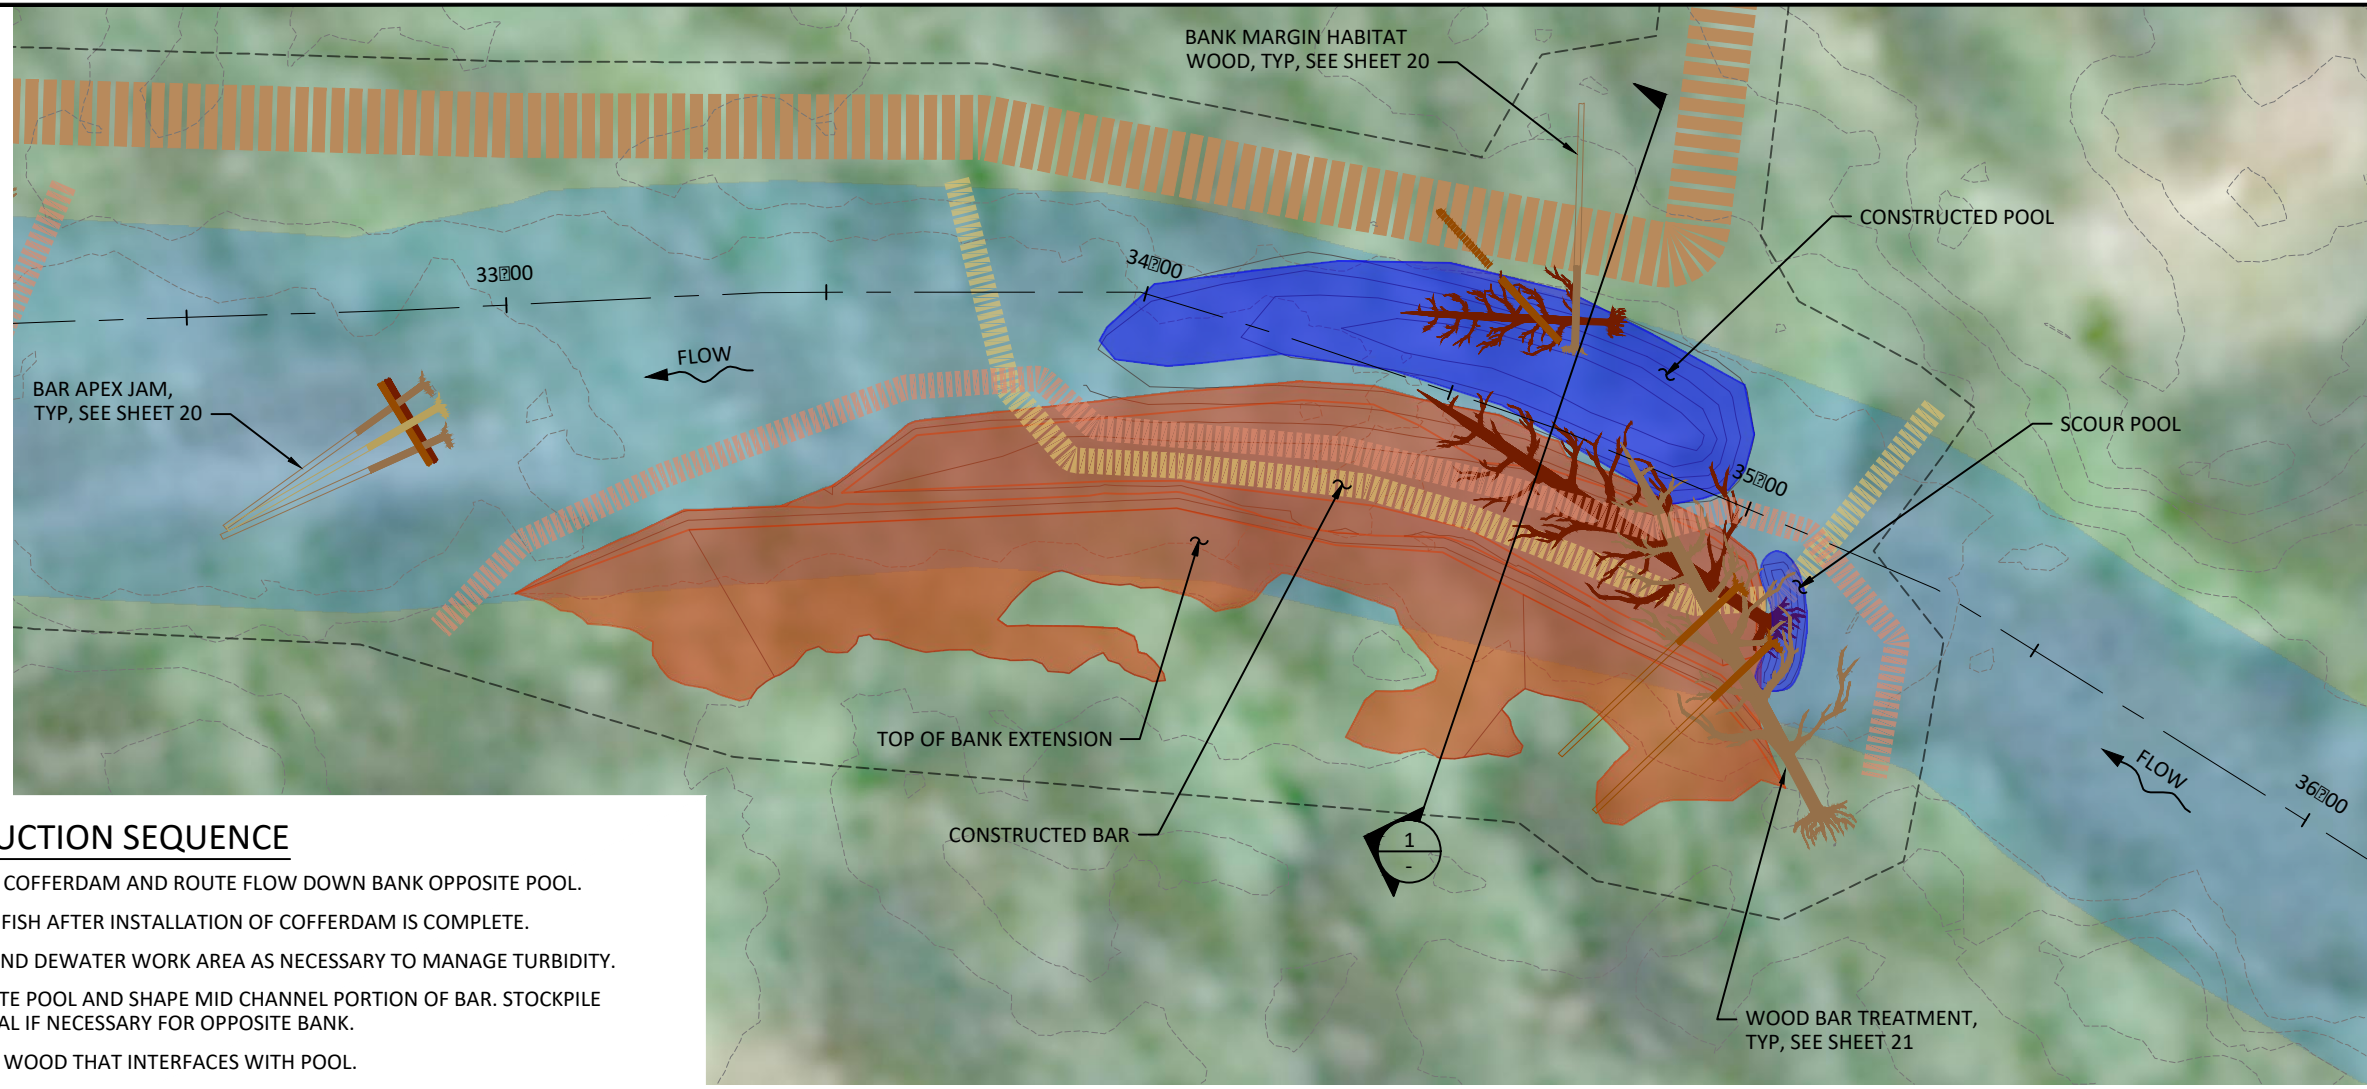 BANK MARGIN HABITAT
WOOD, TYP, SEE SHEET 20
CONSTRUCTED POOL
34⍰00
33⍰00
FLOW
BAR APEX JAM,
TYP, SEE SHEET 20
SCOUR POOL
35⍰00
TOP OF BANK EXTENSION
FLOW
36⍰00
CONSTRUCTED BAR
1
-
WOOD BAR TREATMENT,
TYP, SEE SHEET 21
UCTION SEQUENCE
COFFERDAM AND ROUTE FLOW DOWN BANK OPPOSITE POOL.
FISH AFTER INSTALLATION OF COFFERDAM IS COMPLETE.
ND DEWATER WORK AREA AS NECESSARY TO MANAGE TURBIDITY.
TE POOL AND SHAPE MID CHANNEL PORTION OF BAR. STOCKPILE
AL IF NECESSARY FOR OPPOSITE BANK.
WOOD THAT INTERFACES WITH POOL.